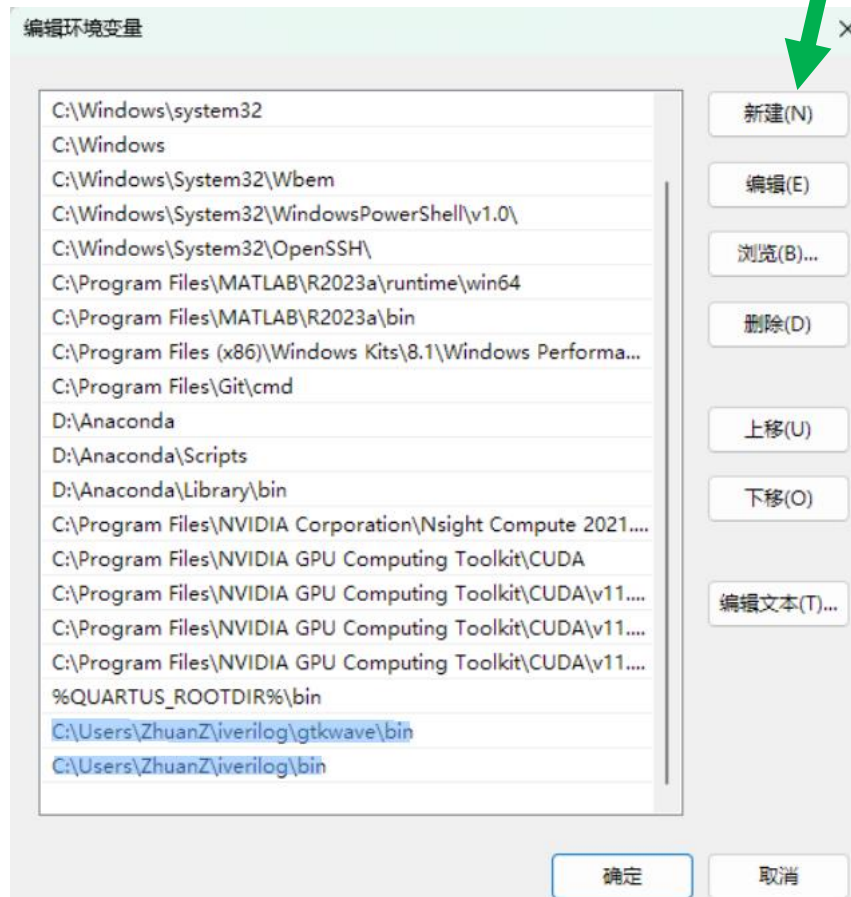 编辑环境变量
C:\Windows\system32
C:\Windows
C:\Windows\System32\Wbem
C:\Windows\System32\WindowsPowerShell\v1.0\
C:\Windows\System32\OpenSSH\
C:\Program Files\MATLAB\R2023a\runtime\win64
C:\Program Files\MATLAB\R2023a\bin
C:\Program Files (x86)\Windows Kits\8.1\Windows Performa...
C:\Program Files\Git\cmd
D:\Anaconda
D:\Anaconda\Scripts
D:\Anaconda\Library\bin
C:\Program Files\NVIDIA Corporation\Nsight Compute 2021....
C:\Program Files\NVIDIA GPU Computing Toolkit\CUDA
C:\Program Files\NVIDIA GPU Computing Toolkit\CUDA\v11....
C:\Program Files\NVIDIA GPU Computing Toolkit\CUDA\v11....
C:\Program Files\NVIDIA GPU Computing Toolkit\CUDA\v11....
%QUARTUS_ROOTDIR%\bin
C:\Users\ZhuanZ\iverilog\gtkwave\bin
C:\Users\ZhuanZ\iverilog\bin
新建(N)
编辑(E)
浏览(B)...
删除(D)
上移(U)
下移(O)
编辑文本(T)...
确定
取消